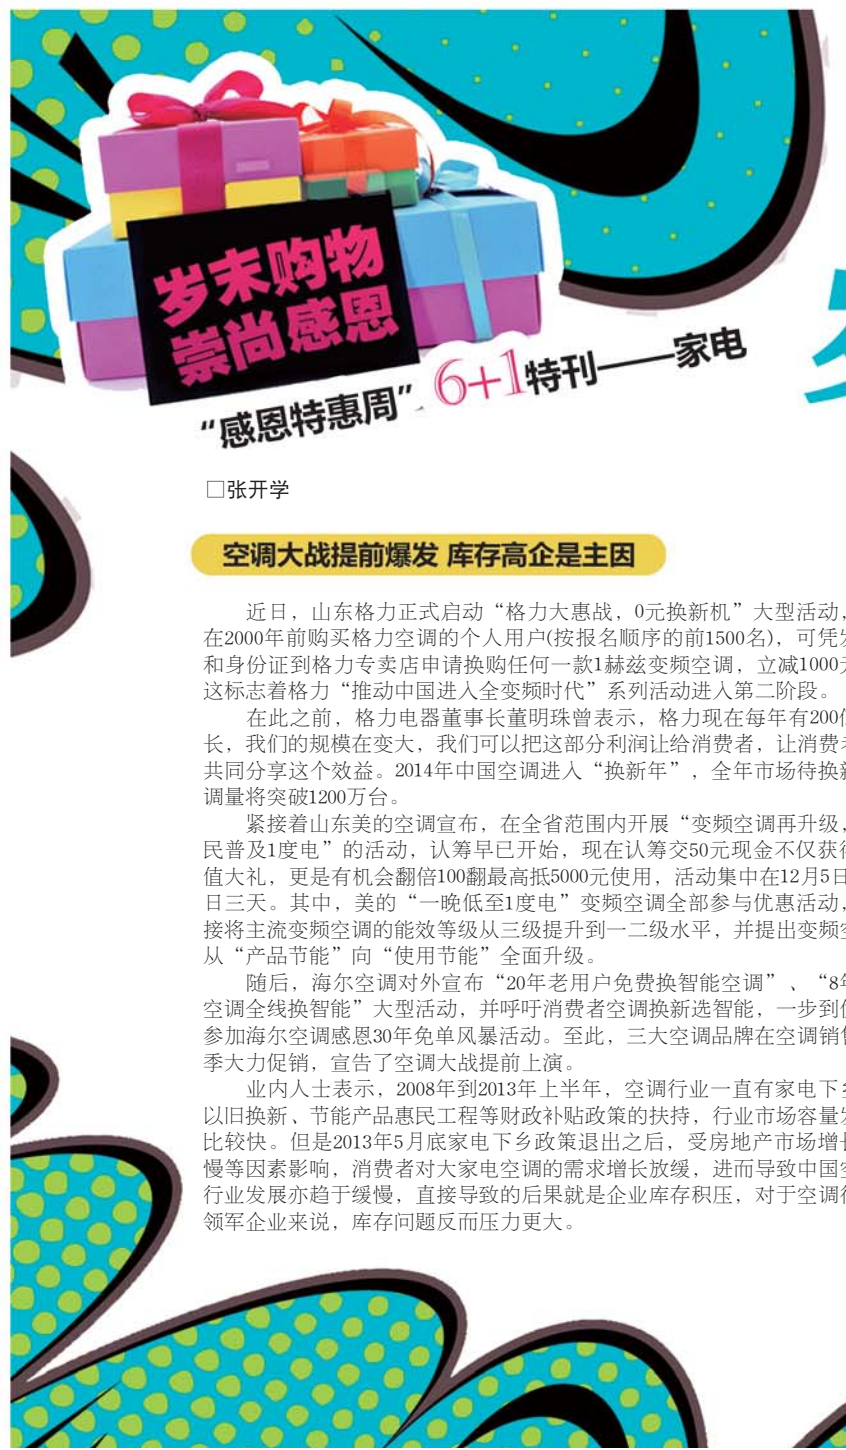 岁末购物
崇尚感恩
“感恩特惠周” 6+1特刊——家电
□张开学
空调大战提前爆发 库存高企是主因
近日，山东格力正式启动“格力大惠战，0元换新机”大型活动，
在2000年前购买格力空调的个人用户(按报名顺序的前1500名)，可凭
和身份证到格力专卖店申请换购任何一款1赫兹变频空调，立减1000
这标志着格力“推动中国进入全变频时代”系列活动进入第二阶段。
在此之前，格力电器董事长董明珠曾表示，格力现在每年有200
长，我们的规模在变大，我们可以把这部分利润让给消费者，让消费
共同分享这个效益。2014年中国空调进入“换新年”，全年市场待换
调量将突破1200万台。
紧接着山东美的空调宣布，在全省范围内开展“变频空调再升级，
民普及1度电”的活动，认筹早已开始，现在认筹交50元现金不仅获
值大礼，更是有机会翻倍100翻最高抵5000元使用，活动集中在12月5日
日三天。其中，美的“一晚低至1度电”变频空调全部参与优惠活动，
接将主流变频空调的能效等级从三级提升到一二级水平，并提出变频
从“产品节能”向“使用节能”全面升级。
随后，海尔空调对外宣布“20年老用户免费换智能空调”、“8
空调全线换智能”大型活动，并呼吁消费者空调换新选智能，一步到
参加海尔空调感恩30年免单风暴活动。至此，三大空调品牌在空调销
季大力促销，宣告了空调大战提前上演。
业内人士表示，2008年到2013年上半年，空调行业一直有家电下
以旧换新、节能产品惠民工程等财政补贴政策的扶持，行业市场容量
比较快。但是2013年5月底家电下乡政策退出之后，受房地产市场增
慢等因素影响，消费者对大家电空调的需求增长放缓，进而导致中国
行业发展亦趋于缓慢，直接导致的后果就是企业库存积压，对于空调
领军企业来说，库存问题反而压力更大。